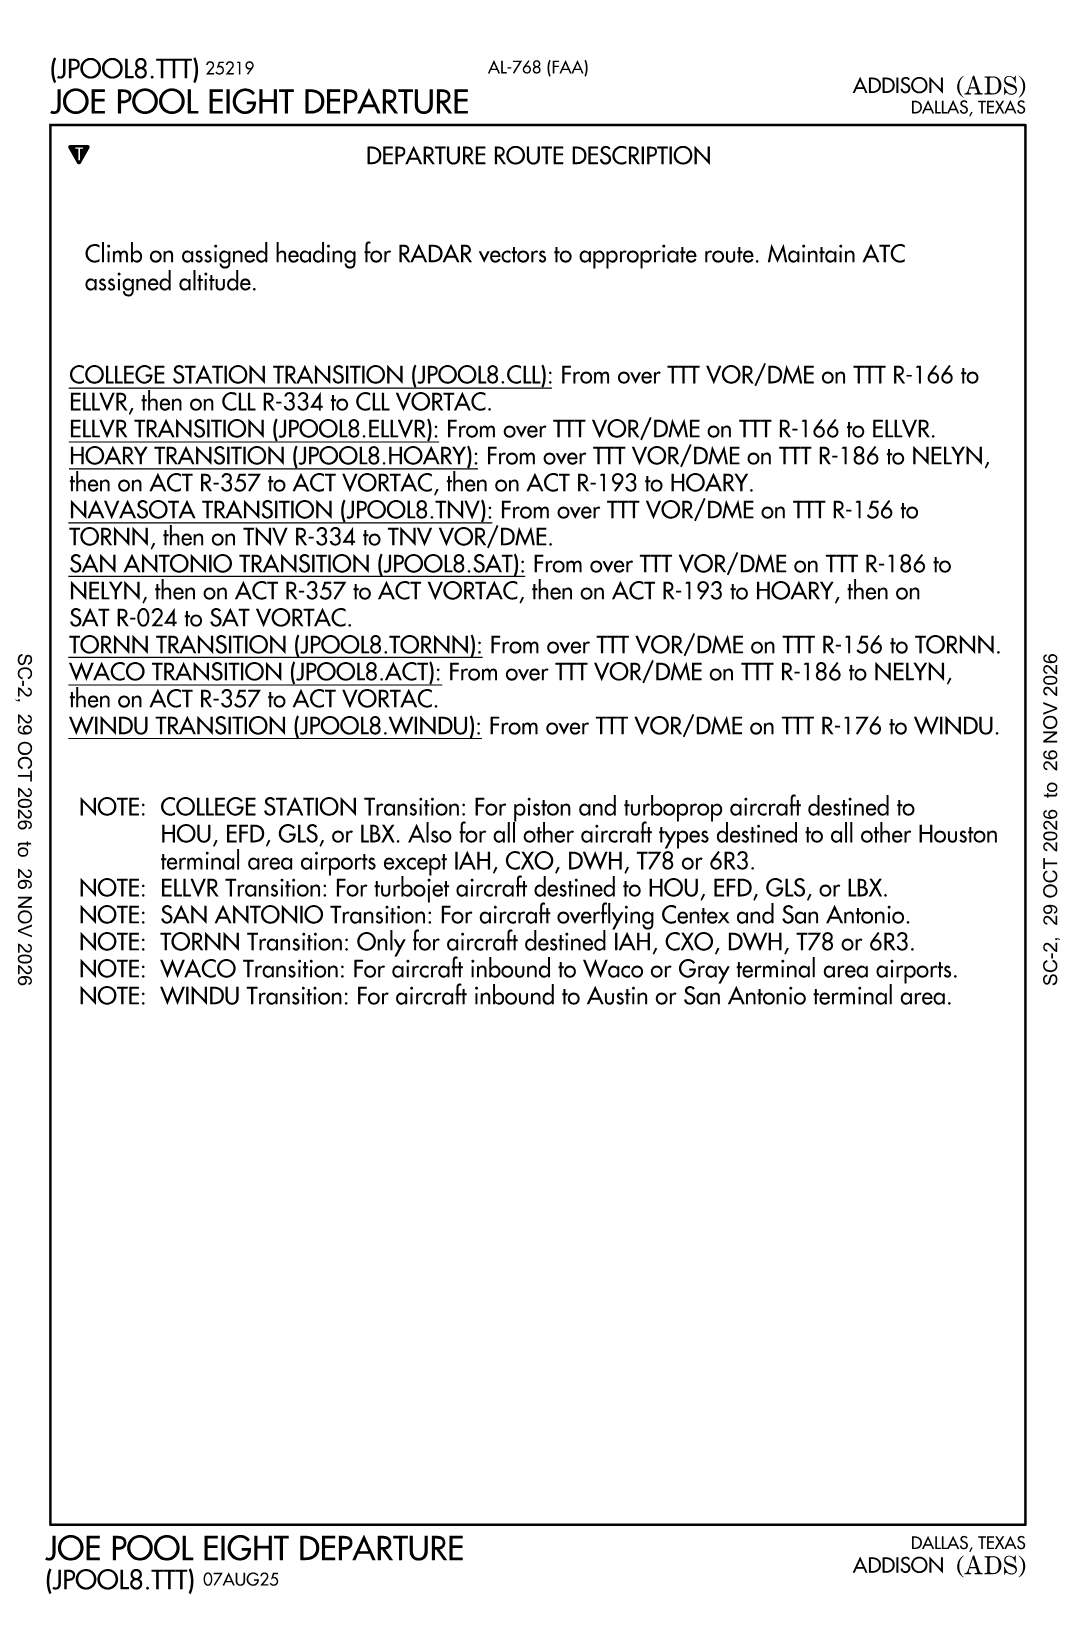 (JPOOL8.TTT) 25219
AL-768 (FAA)
ADDISON (ADS)
JOE POOL EIGHT DEPARTURE
DALLAS, TEXAS
T
DEPARTURE ROUTE DESCRIPTION
Climb on assigned heading for RADAR vectors to appropriate route. Maintain ATC
assigned altitude.
COLLEGE STATION TRANSITION (JPOOL8.CLL): From over TTT VOR/DME on TTT R-166 to
ELLVR, then on CLL R-334 to CLL VORTAC.
ELLVR TRANSITION (JPOOL8.ELLVR): From over TTT VOR/DME on TTT R-166 to ELLVR.
HOARY TRANSITION (JPOOL8.HOARY): From over TTT VOR/DME on TTT R-186 to NELYN,
then on ACT R-357 to ACT VORTAC, then on ACT R-193 to HOARY.
NAVASOTA TRANSITION (JPOOL8.TNV): From over TTT VOR/DME on TTT R-156 to
TORNN, then on TNV R-334 to TNV VOR/DME.
SAN ANTONIO TRANSITION (JPOOL8.SAT): From over TTT VOR/DME on TTT R-186 to
NELYN, then on ACT R-357 to ACT VORTAC, then on ACT R-193 to HOARY, then on
SAT R-024 to SAT VORTAC.
TORNN TRANSITION (JPOOL8.TORNN): From over TTT VOR/DME on TTT R-156 to TORNN.
WACO TRANSITION (JPOOL8.ACT): From over TTT VOR/DME on TTT R-186 to NELYN,
then on ACT R-357 to ACT VORTAC.
WINDU TRANSITION (JPOOL8.WINDU): From over TTT VOR/DME on TTT R-176 to WINDU.
NOTE: COLLEGE STATION Transition: For piston and turboprop aircraft destined to
HOU, EFD, GLS, or LBX. Also for all other aircraft types destined to all other Houston
terminal area airports except IAH, CXO, DWH, T78 or 6R3.
NOTE: ELLVR Transition: For turbojet aircraft destined to HOU, EFD, GLS, or LBX.
NOTE: SAN ANTONIO Transition: For aircraft overflying Centex and San Antonio.
NOTE: TORNN Transition: Only for aircraft destined IAH, CXO, DWH, T78 or 6R3.
NOTE: WACO Transition: For aircraft inbound to Waco or Gray terminal area airports.
NOTE: WINDU Transition: For aircraft inbound to Austin or San Antonio terminal area.
SC-2, 29 OCT 2026 to 26 NOV 2026
SC-2, 29 OCT 2026 to 26 NOV 2026
JOE POOL EIGHT DEPARTURE
DALLAS, TEXAS
(JPOOL8.TTT) 07AUG25
ADDISON (ADS)